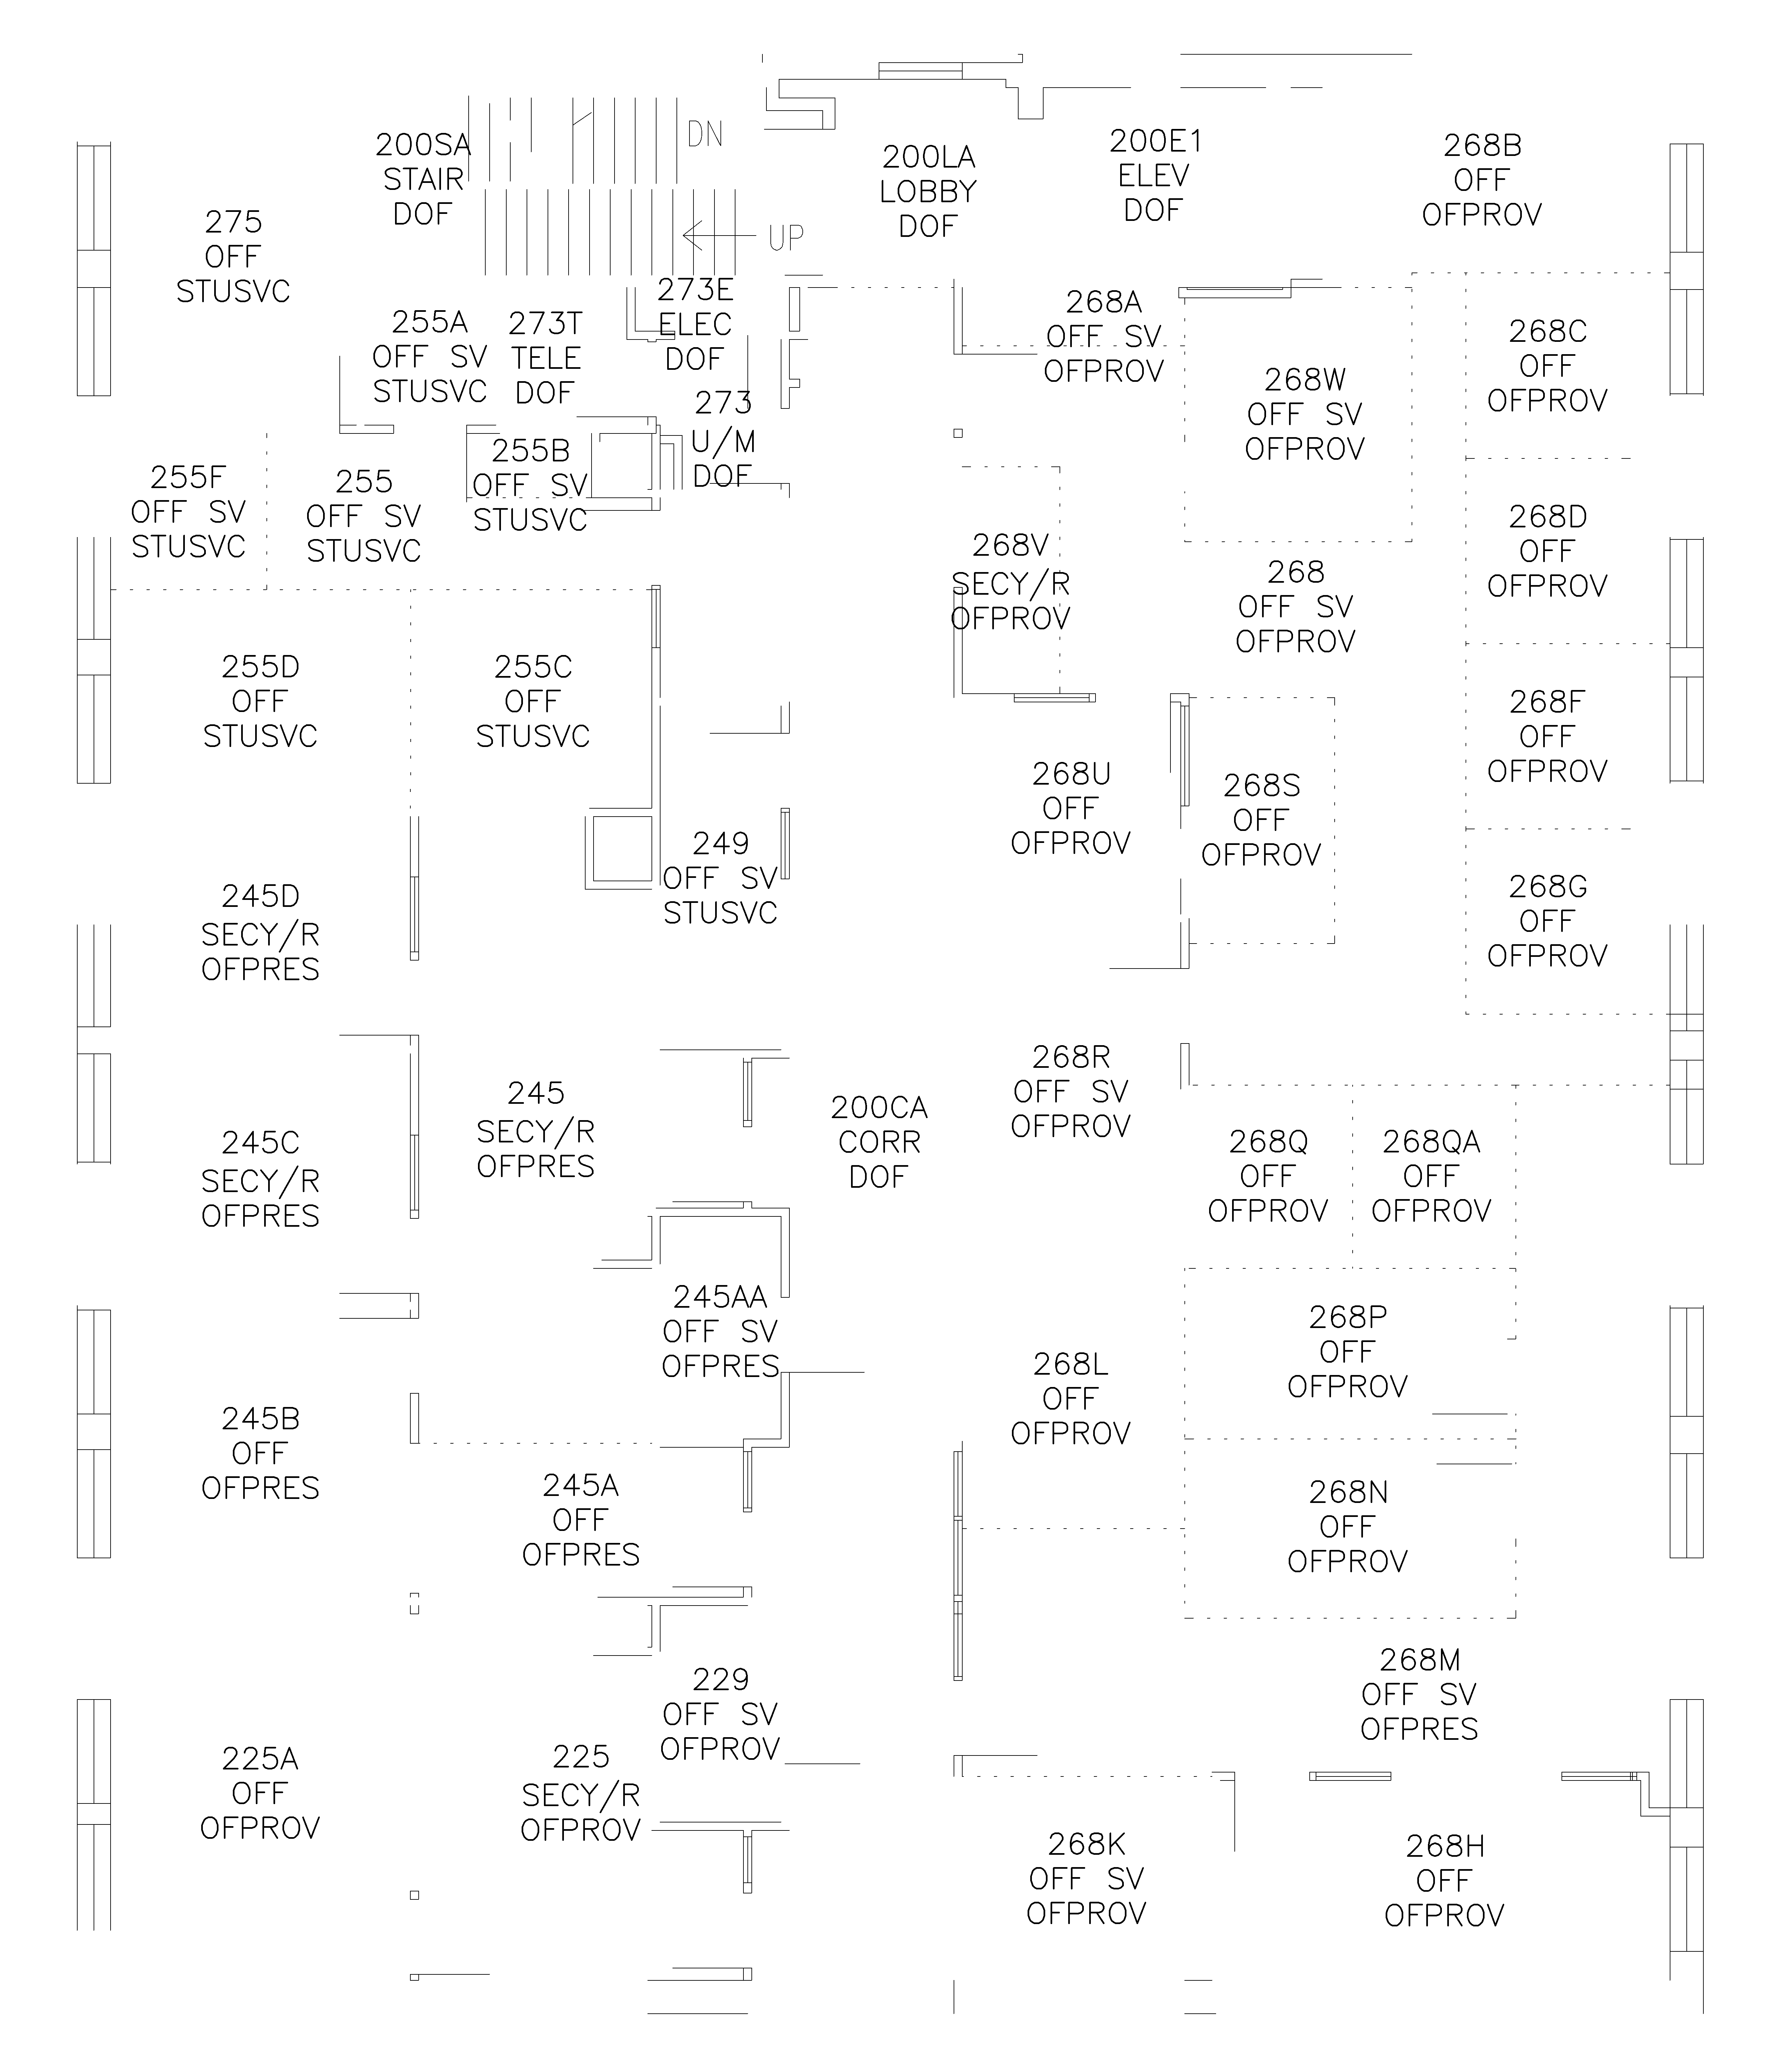 200SA
STAIR
DOF
DN
UP
200LA
LOBBY
DOF
200E1
ELEV
DOF
268B
OFF
OFPROV
275
OFF
STUSVC
255A
OFF SV
STUSVC
273T
TELE
DOF
273E
ELEC
DOF
268A
OFF SV
OFPROV
268W
OFF SV
OFPROV
268C
OFF
OFPROV
273
U/M
DOF
255B
OFF SV
STUSVC
255F
OFF SV
STUSVC
255
OFF SV
STUSVC
268V
SECY/R
OFPROV
268
OFF SV
OFPROV
268D
OFF
OFPROV
255D
OFF
STUSVC
255C
OFF
STUSVC
268F
OFF
OFPROV
268U
OFF
OFPROV
268S
OFF
OFPROV
249
OFF SV
STUSVC
245D
SECY/R
OFPRES
268G
OFF
OFPROV
245C
SECY/R
OFPRES
245
SECY/R
OFPRES
200CA
CORR
DOF
268R
OFF SV
OFPROV
268Q
OFF
OFPROV
268QA
OFF
OFPROV
245AA
OFF SV
OFPRES
268P
OFF
OFPROV
268L
OFF
OFPROV
245B
OFF
OFPRES
245A
OFF
OFPRES
268N
OFF
OFPROV
229
OFF SV
OFPROV
268M
OFF SV
OFPRES
225A
OFF
OFPROV
225
SECY/R
OFPROV
268K
OFF SV
OFPROV
268H
OFF
OFPROV